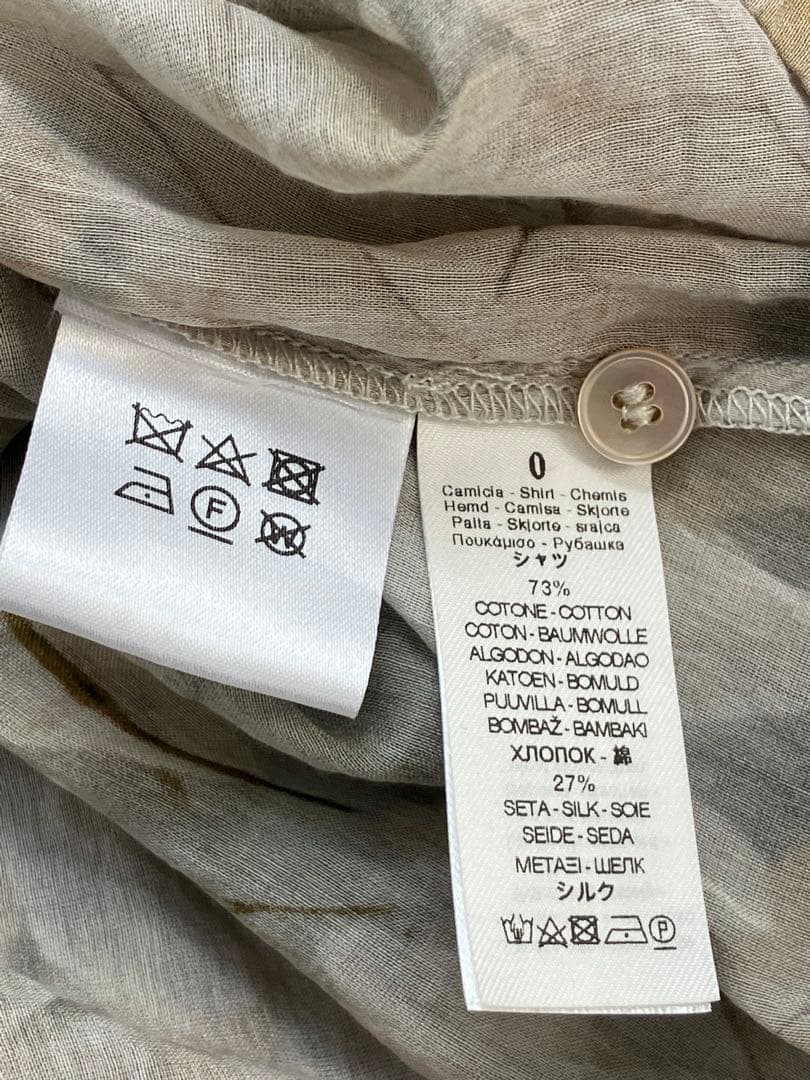 F
W
0
Camicia - Shirt - Chemis
Hemd - Camisa - Skjorte
Paita - Skjorte - srajca
Πουκάμισο - Рубашка
シャツ
73%
COTONE - COTTON
COTON - BAUMWOLLE
ALGODON - ALGODAO
KATOEN - BOMULD
PUUVILLA - BOMULL
BOMBAŽ - BAMBAKI
ХЛОПОК - 綿
27%
SETA - SILK - SOIE
SEIDE - SEDA
ΜΕΤΑΞΙ - ШЕЛК
シルク
P